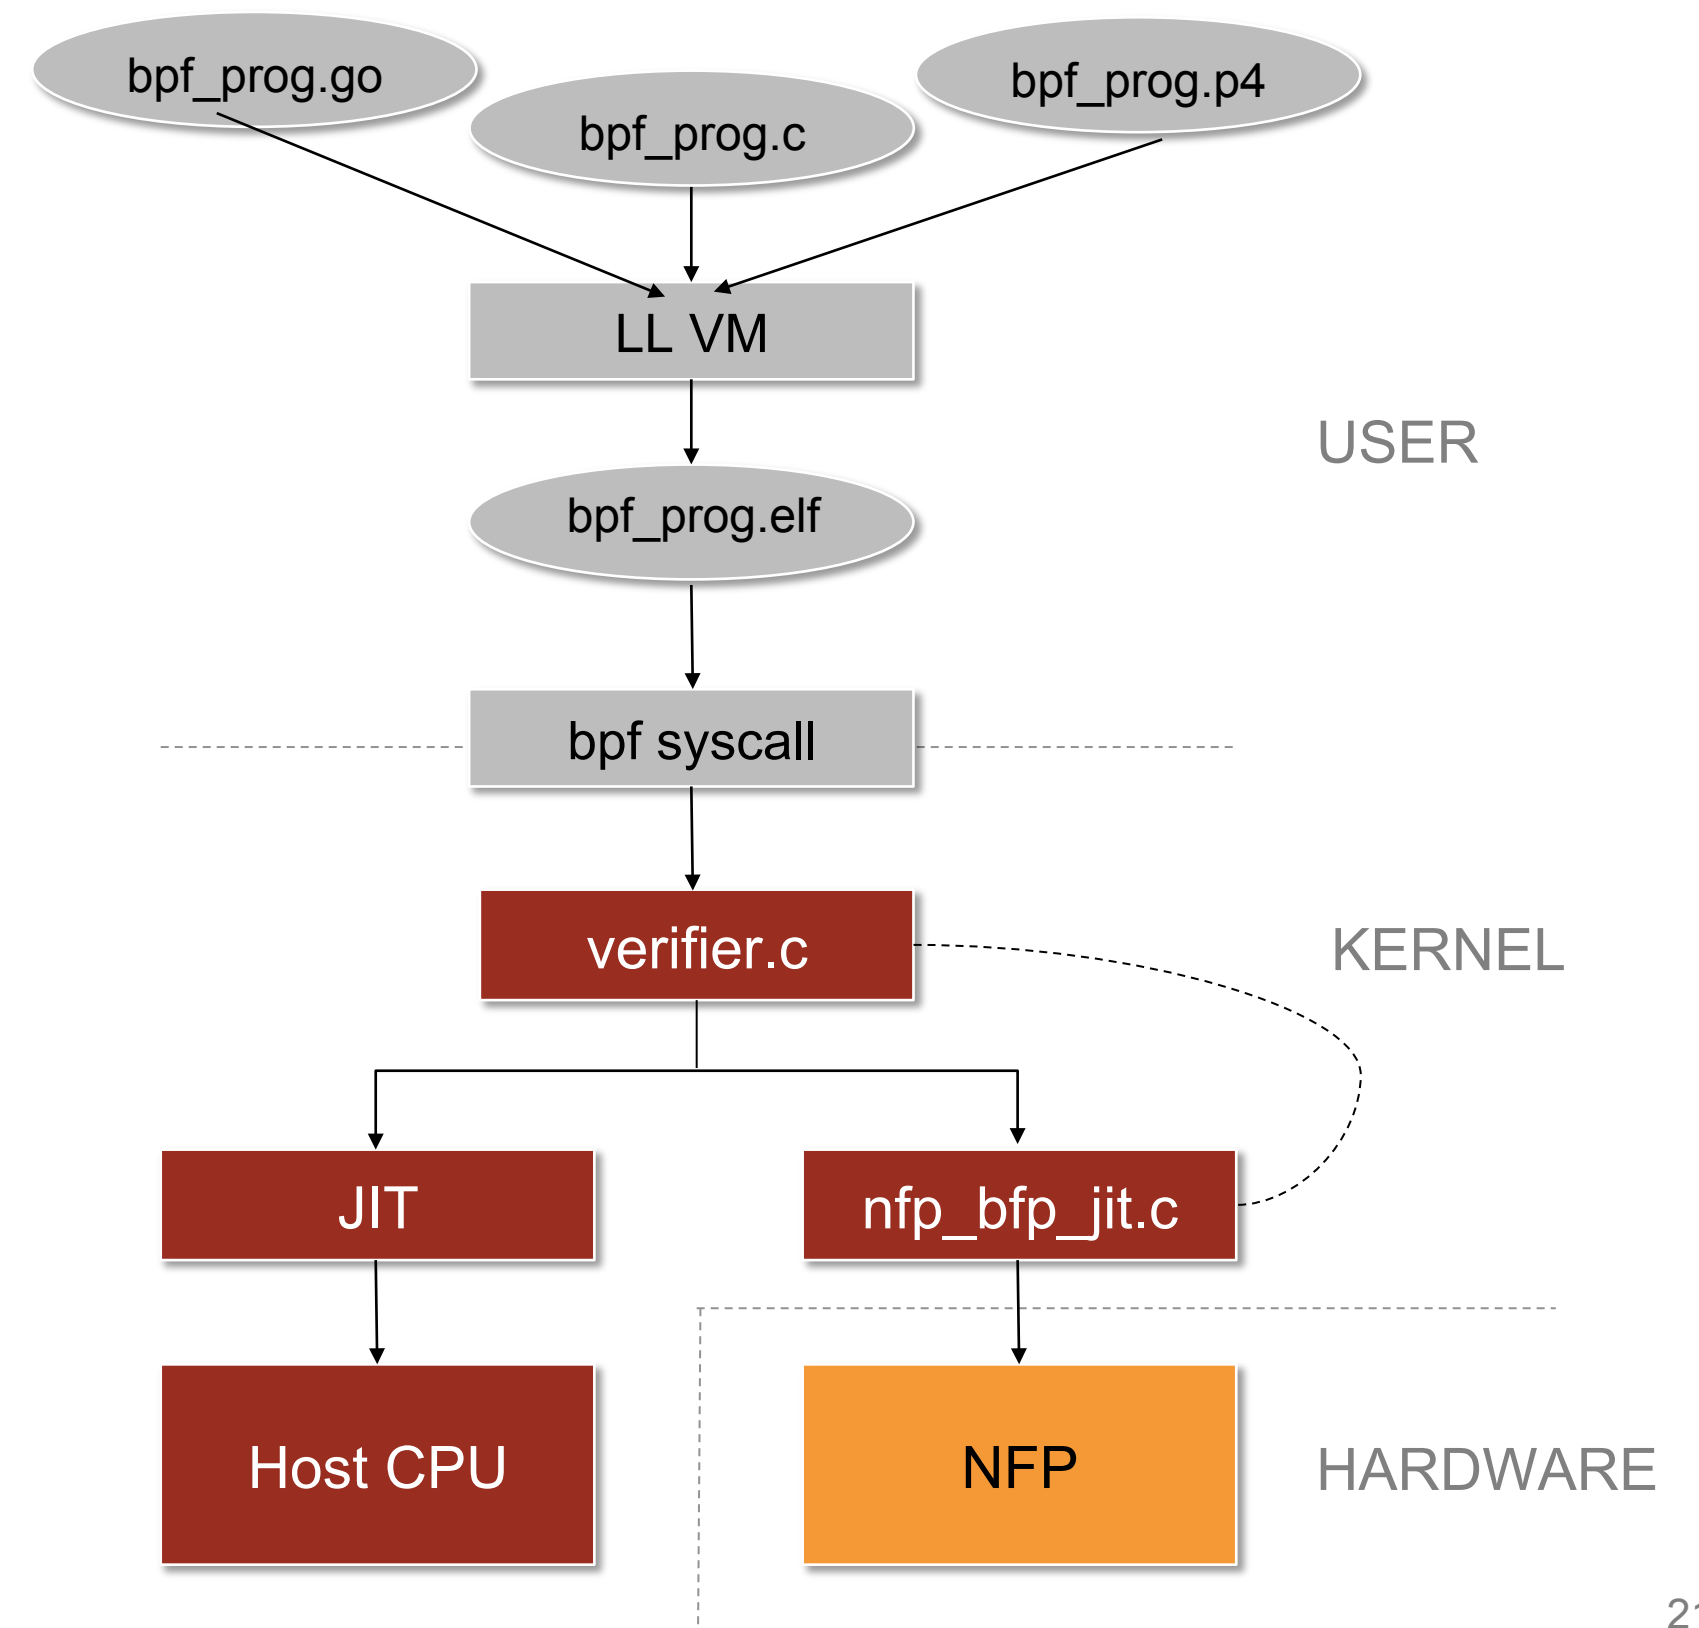 bpf_prog.go
bpf_prog.c
bpf_prog.p4
LL VM
USER
bpf_prog.elf
bpf syscall
verifier.c
KERNEL
JIT
nfp_bfp_jit.c
Host CPU
NFP
HARDWARE
21